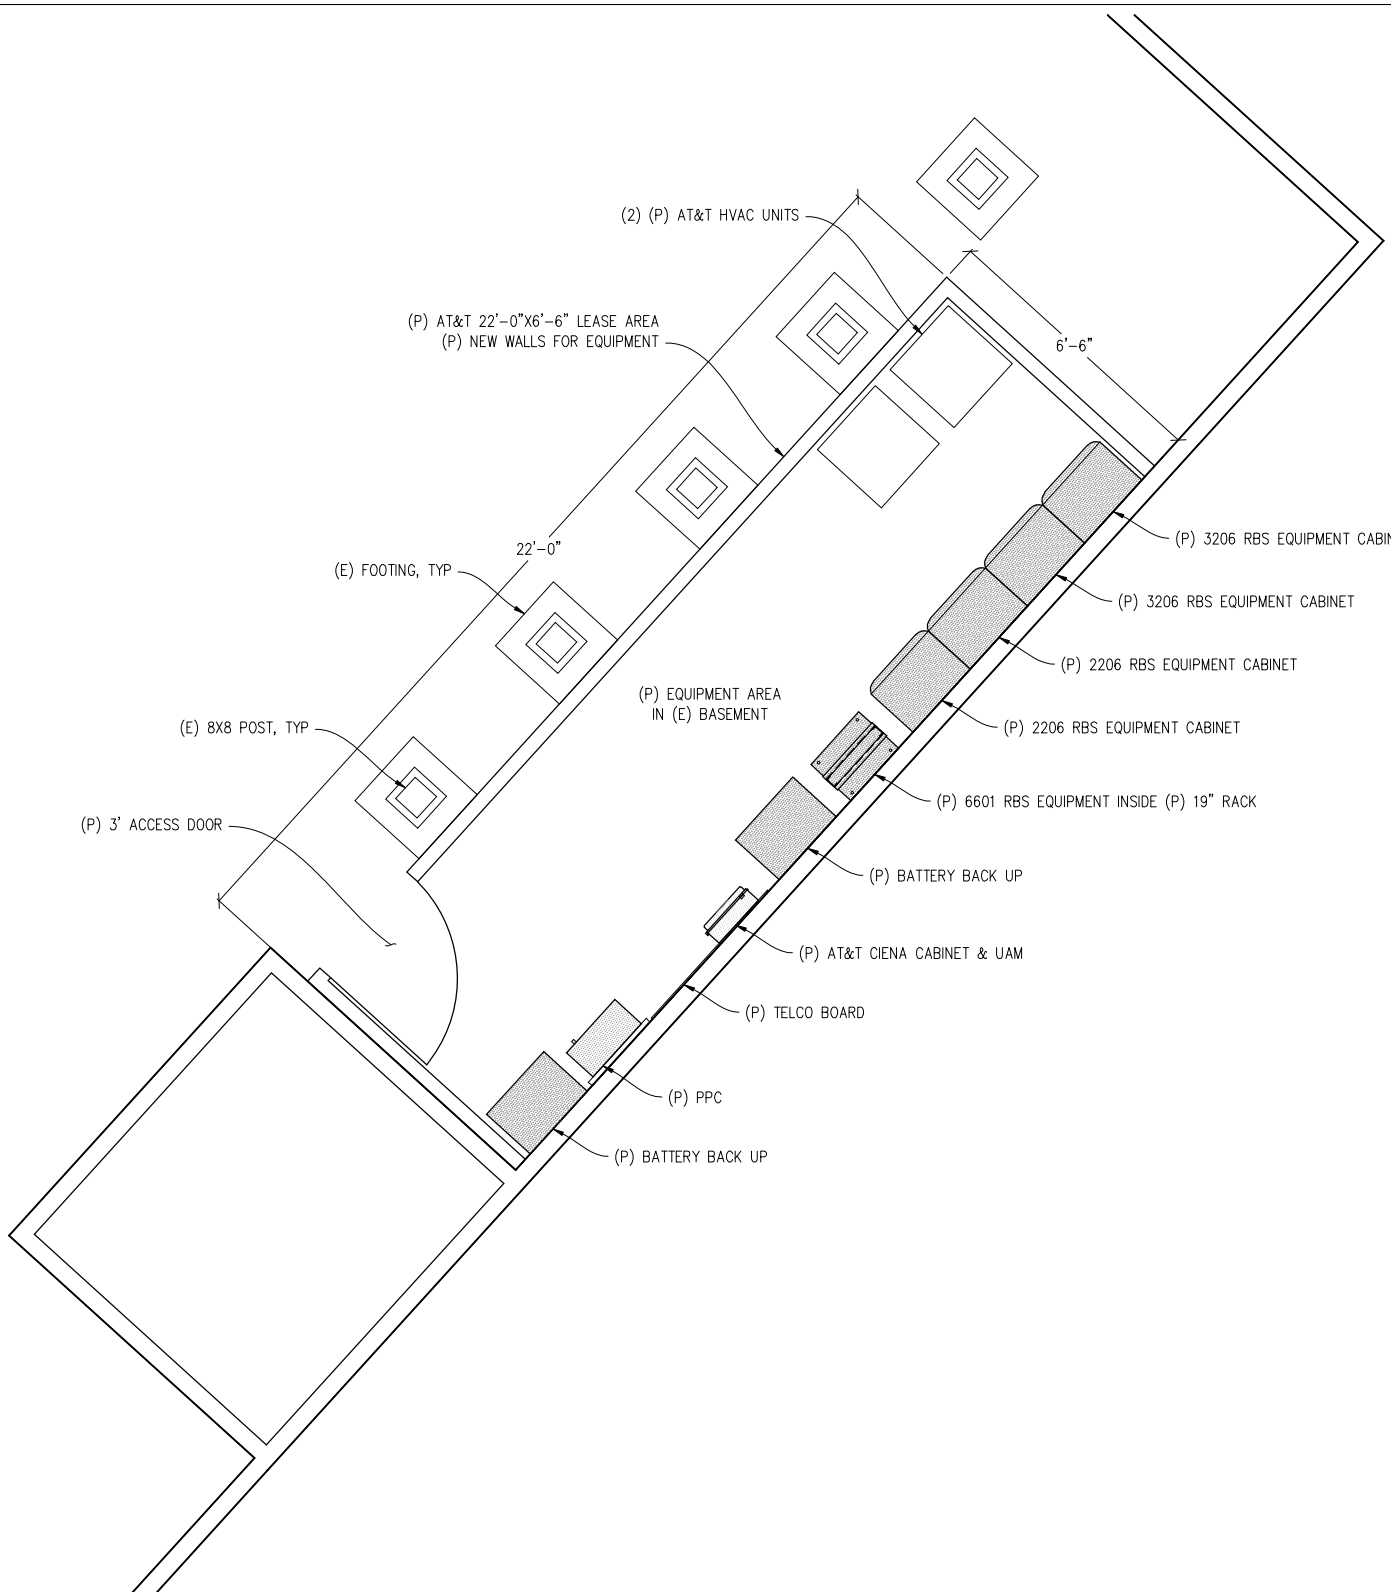 (2) (P) AT&T HVAC UNITS
(P) AT&T 22'-0"X6'-6" LEASE AREA
(P) NEW WALLS FOR EQUIPMENT
6'-6"
22'-0"
(E) FOOTING, TYP
(P) 3206 RBS EQUIPMENT
(P) 3206 RBS EQUIPMENT CABINET
(P) 2206 RBS EQUIPMENT CABINET
(P) EQUIPMENT AREA
IN (E) BASEMENT
(E) 8X8 POST, TYP
(P) 2206 RBS EQUIPMENT CABINET
(P) 6601 RBS EQUIPMENT INSIDE (P) 19" RACK
(P) 3' ACCESS DOOR
(P) BATTERY BACK UP
(P) AT&T CIENA CABINET & UAM
(P) TELCO BOARD
(P) PPC
(P) BATTERY BACK UP